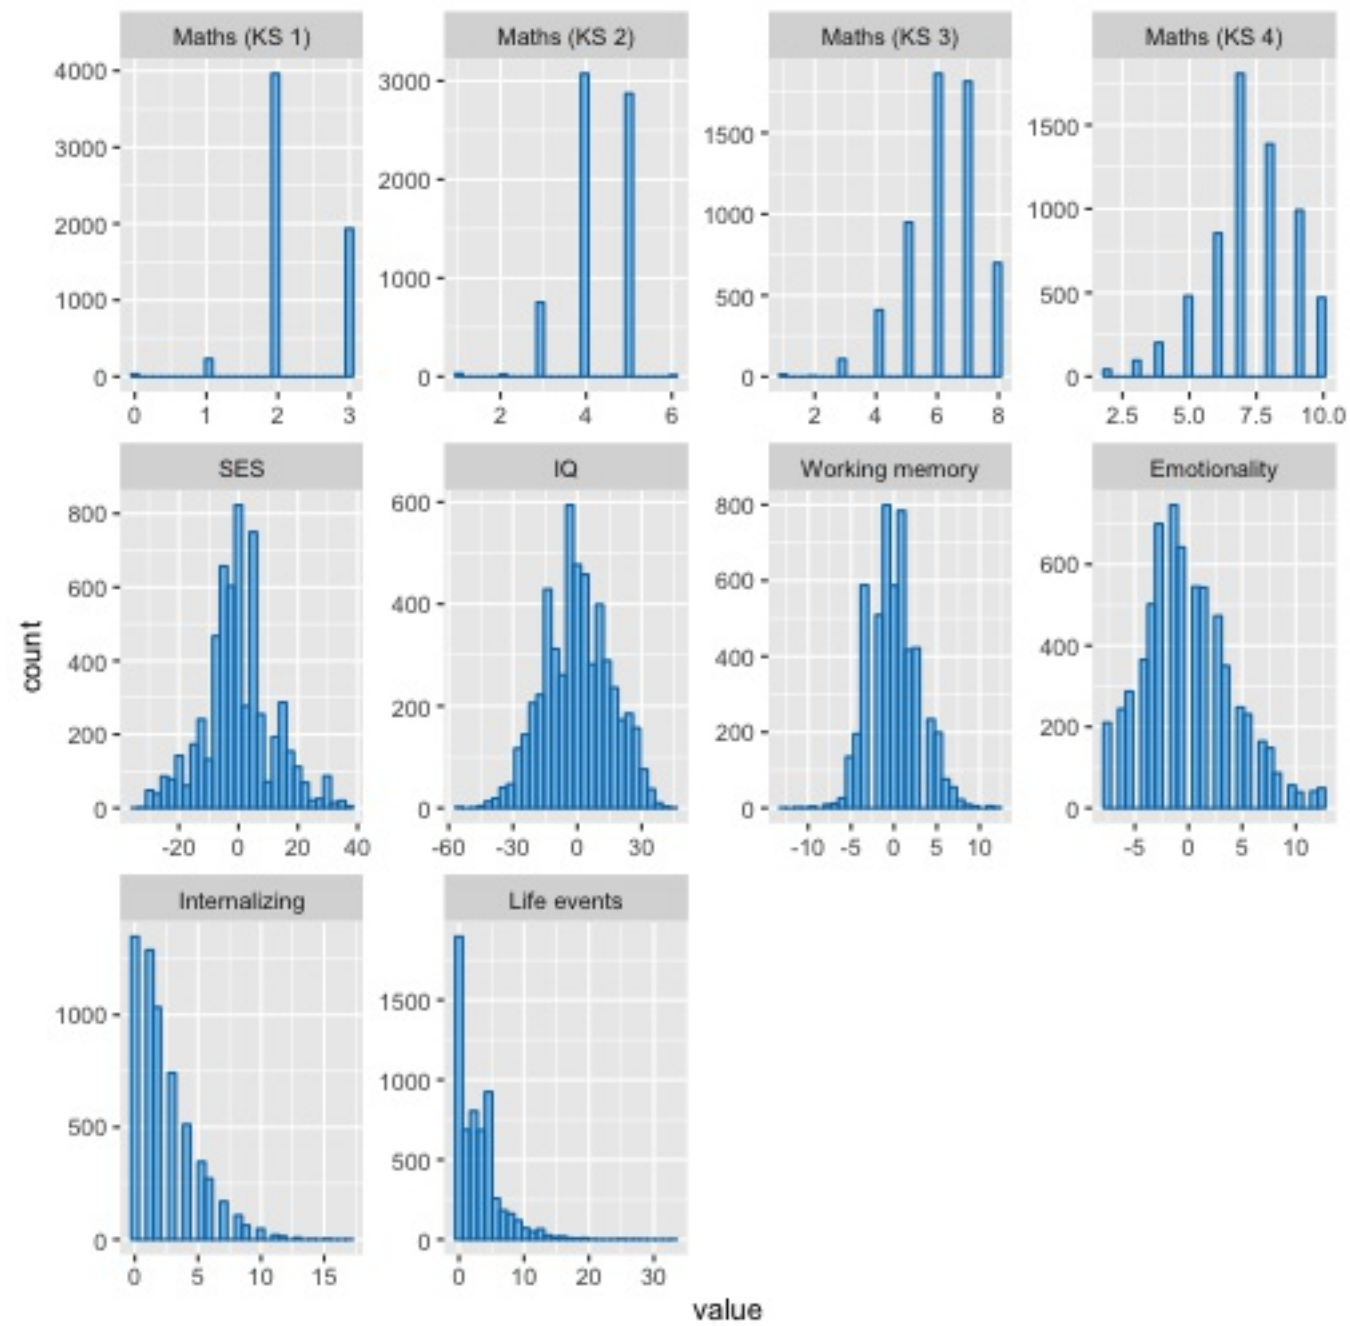 Maths (KS 1) Maths (KS 2) Maths (KS 3) Maths (KS 4)
4000 3000 2000 1000 0
3000 2000 1000 0
1500 1000 500 0
1500 1000 500 0
0 1 2 3
2 4 6
2 4 6 8
2.5 5.0 7.5 10.0
SES IQ Working memory Emotionality
800 600 400 200 0
600 400 200 0
800 600 400 200 0
600 400 200 0
-20 0 20 40
-60 -30 0 30
-10 -5 0 5 10
-5 0 5 10
count
Internalizing Life events
1000 500 0
1500 1000 500 0
0 5 10 15
0 10 20 30
value